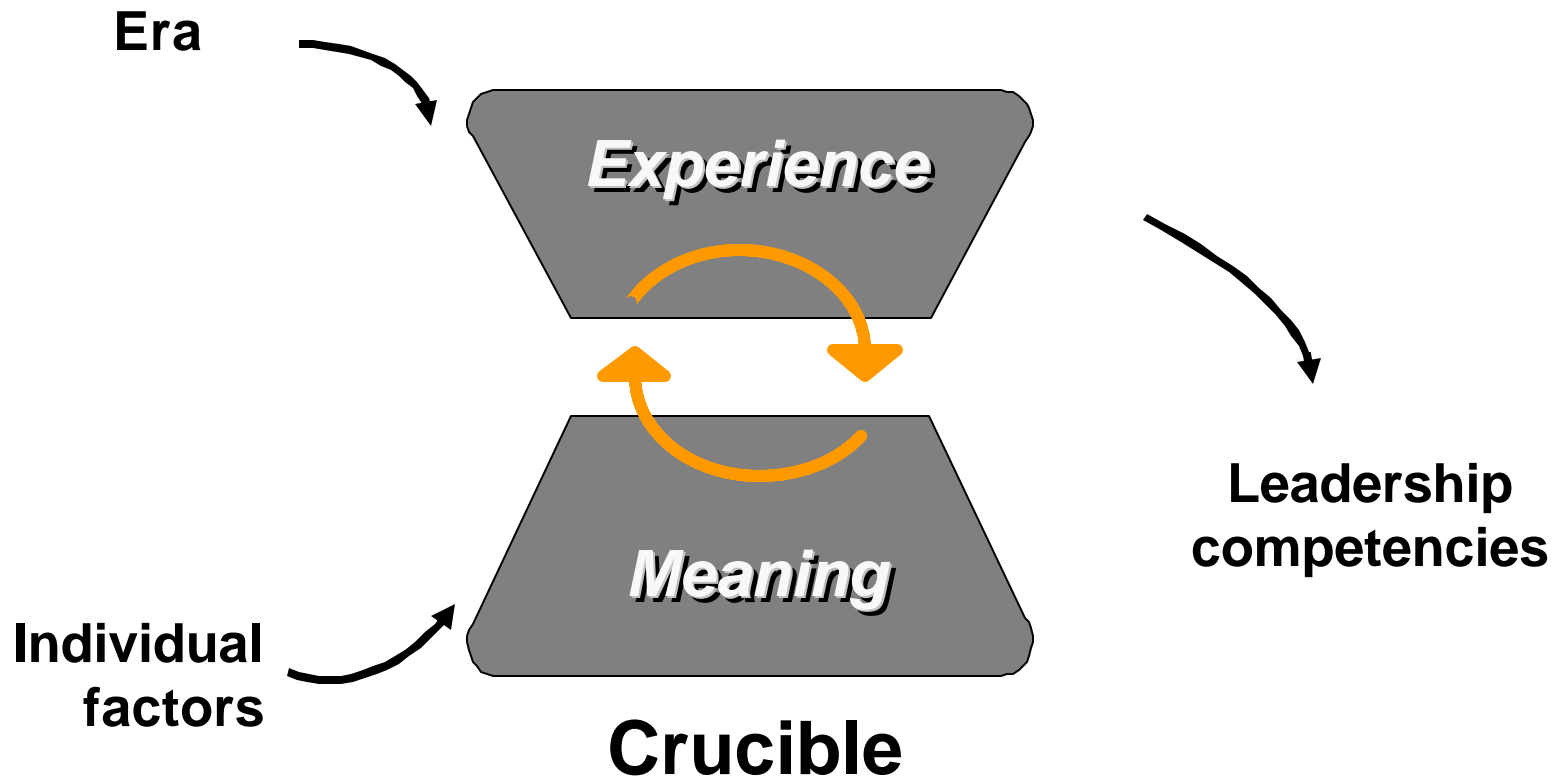 Era
Experience
Meaning
Individual
factors
Crucible
Leadership
competencies